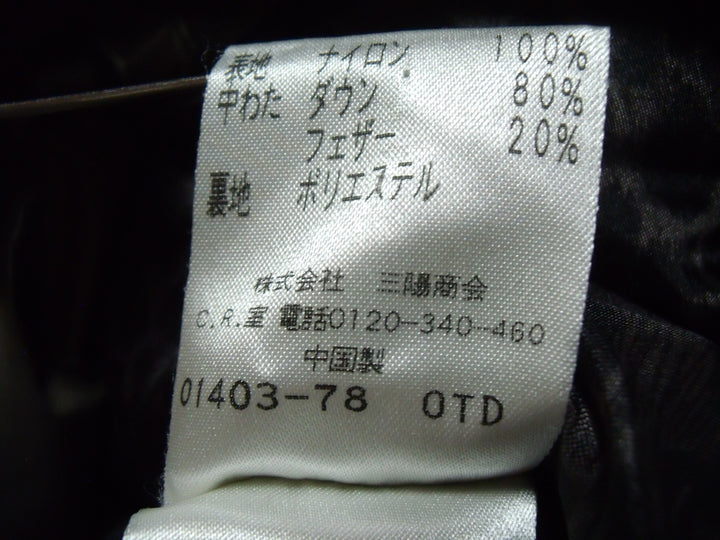 表地 ナイロン 100%
中わた ダウン 80%
フェザー 20%
裏地 ポリエステル
株式会社 三陽商会
C.R.室 電話0120-340-460
中国製
01403-78 OTD